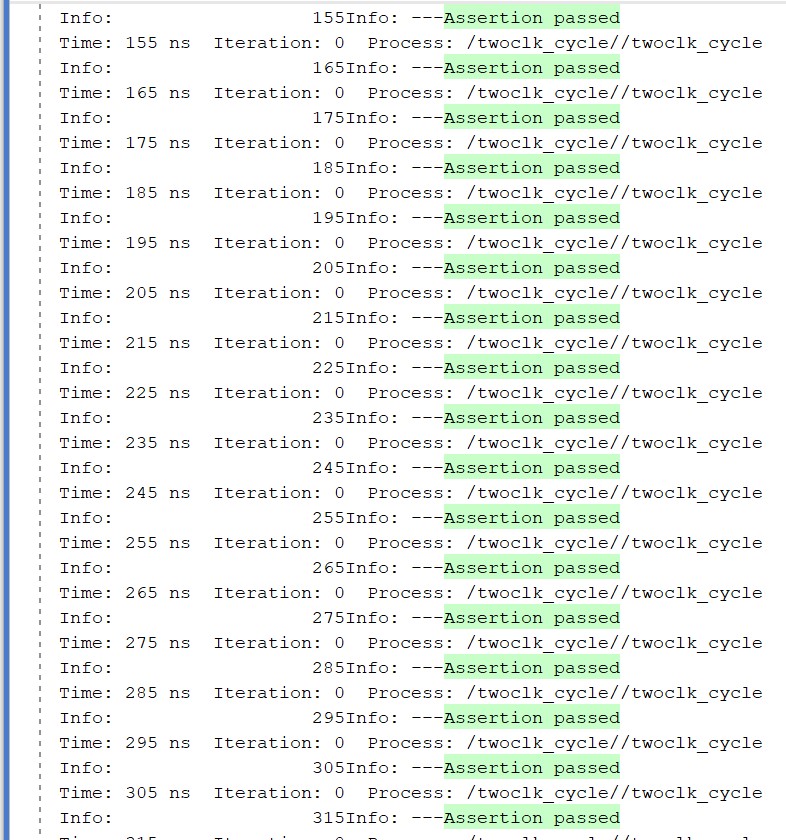 Info:                  155Info: ---Assertion passed
Time: 155 ns  Iteration: 0  Process: /twoclk_cycle//twoclk_cycle
Info:                  165Info: ---Assertion passed
Time: 165 ns  Iteration: 0  Process: /twoclk_cycle//twoclk_cycle
Info:                  175Info: ---Assertion passed
Time: 175 ns  Iteration: 0  Process: /twoclk_cycle//twoclk_cycle
Info:                  185Info: ---Assertion passed
Time: 185 ns  Iteration: 0  Process: /twoclk_cycle//twoclk_cycle
Info:                  195Info: ---Assertion passed
Time: 195 ns  Iteration: 0  Process: /twoclk_cycle//twoclk_cycle
Info:                  205Info: ---Assertion passed
Time: 205 ns  Iteration: 0  Process: /twoclk_cycle//twoclk_cycle
Info:                  215Info: ---Assertion passed
Time: 215 ns  Iteration: 0  Process: /twoclk_cycle//twoclk_cycle
Info:                  225Info: ---Assertion passed
Time: 225 ns  Iteration: 0  Process: /twoclk_cycle//twoclk_cycle
Info:                  235Info: ---Assertion passed
Time: 235 ns  Iteration: 0  Process: /twoclk_cycle//twoclk_cycle
Info:                  245Info: ---Assertion passed
Time: 245 ns  Iteration: 0  Process: /twoclk_cycle//twoclk_cycle
Info:                  255Info: ---Assertion passed
Time: 255 ns  Iteration: 0  Process: /twoclk_cycle//twoclk_cycle
Info:                  265Info: ---Assertion passed
Time: 265 ns  Iteration: 0  Process: /twoclk_cycle//twoclk_cycle
Info:                  275Info: ---Assertion passed
Time: 275 ns  Iteration: 0  Process: /twoclk_cycle//twoclk_cycle
Info:                  285Info: ---Assertion passed
Time: 285 ns  Iteration: 0  Process: /twoclk_cycle//twoclk_cycle
Info:                  295Info: ---Assertion passed
Time: 295 ns  Iteration: 0  Process: /twoclk_cycle//twoclk_cycle
Info:                  305Info: ---Assertion passed
Time: 305 ns  Iteration: 0  Process: /twoclk_cycle//twoclk_cycle
Info:                  315Info: ---Assertion passed